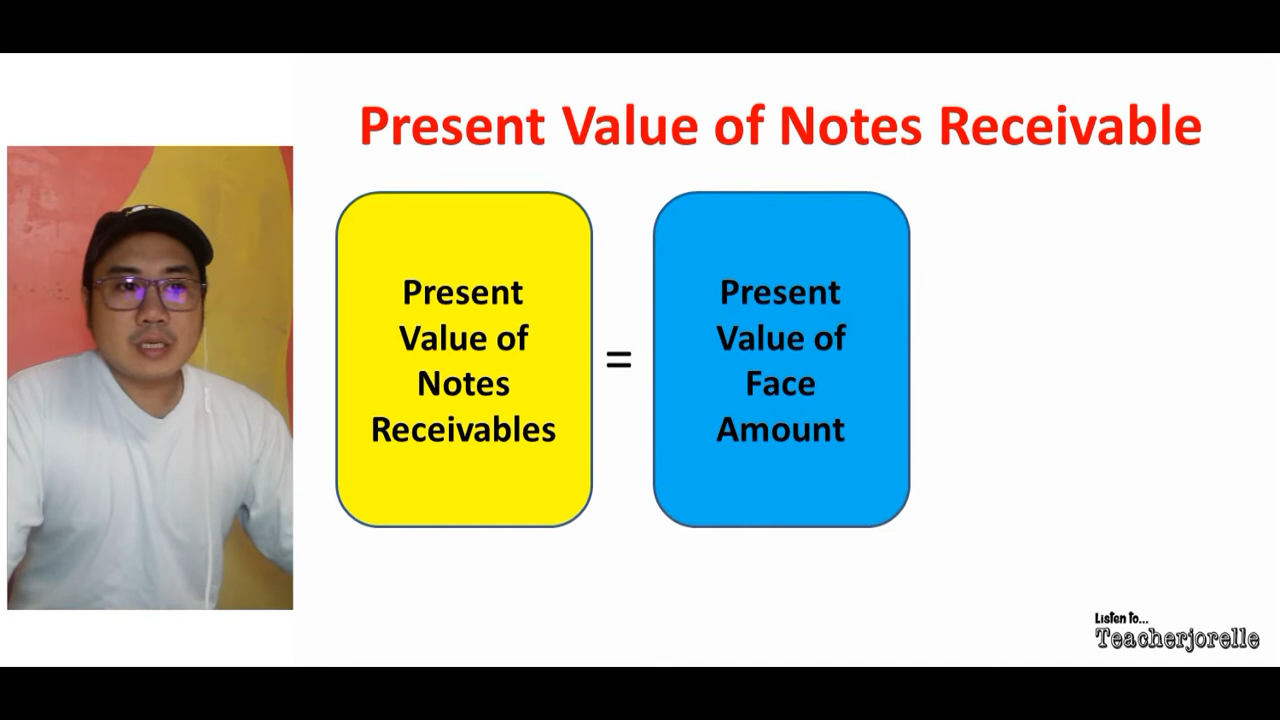 Present Value of Notes Receivable
Present
Value of
Notes
Receivables
=
Present
Value of
Face
Amount
Listen to...
Teacherjorelle